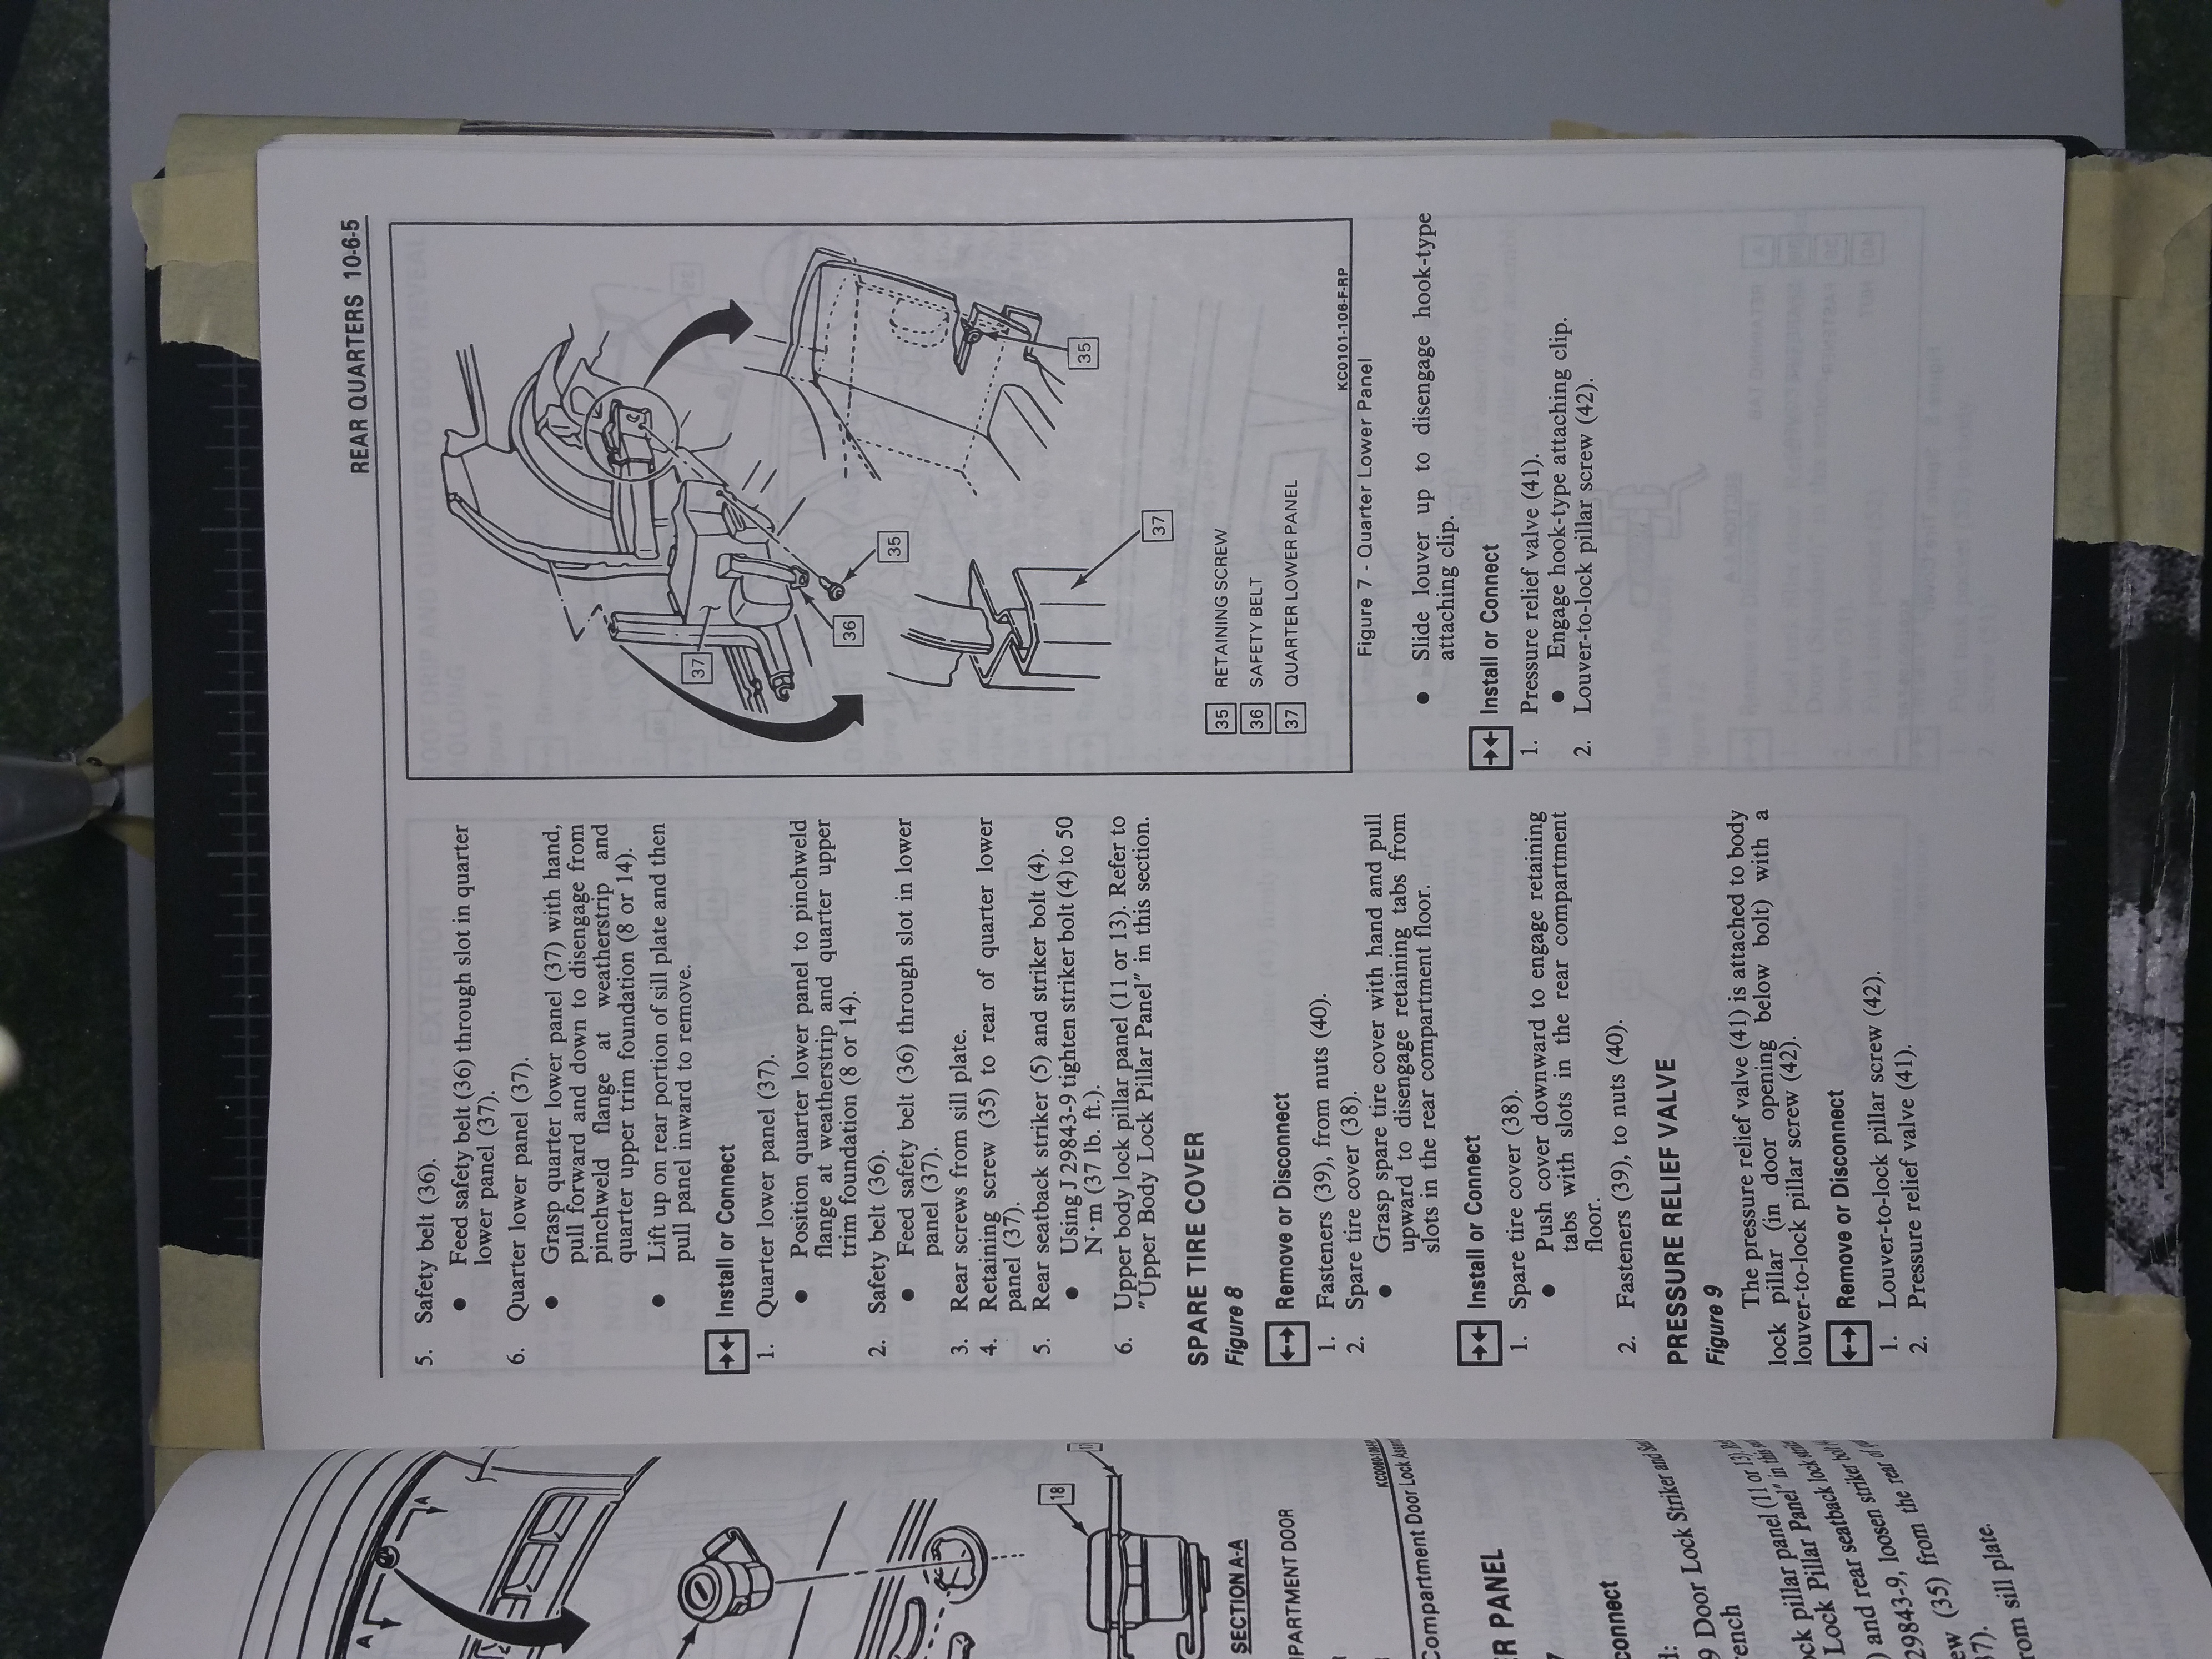 REAR QUARTERS 10-6-5
5. Safety belt (36).
● Feed safety belt (36) through slot in quarter
lower panel (37).
6. Quarter lower panel (37).
● Grasp quarter lower panel (37) with hand,
pull forward and down to disengage from
pinchweld flange at weatherstrip and
quarter upper trim foundation (8 or 14).
● Lift up on rear portion of sill plate and then
pull panel inward to remove.
Install or Connect
1. Quarter lower panel (37).
● Position quarter lower panel to pinchweld
flange at weatherstrip and quarter upper
trim foundation (8 or 14).
2. Safety belt (36).
● Feed safety belt (36) through slot in lower
panel (37).
3. Rear screws from sill plate.
4. Retaining screw (35) to rear of quarter lower
panel (37).
5. Rear seatback striker (5) and striker bolt (4).
● Using J 29843-9 tighten striker bolt (4) to 50
N·m (37 lb. ft.).
6. Upper body lock pillar panel (11 or 13). Refer to
"Upper Body Lock Pillar Panel" in this section.
SPARE TIRE COVER
Figure 8
Remove or Disconnect
1. Fasteners (39), from nuts (40).
2. Spare tire cover (38).
● Grasp spare tire cover with hand and pull
upward to disengage retaining tabs from
slots in the rear compartment floor.
Install or Connect
1. Spare tire cover (38).
● Push cover downward to engage retaining
tabs with slots in the rear compartment
floor.
2. Fasteners (39), to nuts (40).
PRESSURE RELIEF VALVE
Figure 9
The pressure relief valve (41) is attached to body
lock pillar (in door opening below bolt) with a
louver-to-lock pillar screw (42).
Remove or Disconnect
1. Louver-to-lock pillar screw (42).
2. Pressure relief valve (41).
37
36
35
35
37
35 RETAINING SCREW
36 SAFETY BELT
37 QUARTER LOWER PANEL
KC0101-106-F-RP
Figure 7 - Quarter Lower Panel
● Slide louver up to disengage hook-type
attaching clip.
Install or Connect
1. Pressure relief valve (41).
● Engage hook-type attaching clip.
2. Louver-to-lock pillar screw (42).
A
A
18
SECTION A-A
PARTMENT DOOR
Compartment Door Lock
R PANEL
connect
9 Door Lock Striker and
rench
ock pillar panel (11 or 13).
Lock Pillar Panel" in this
) and rear seatback lock
29843-9, loosen striker bolt
ew (35) from the rear of
37).
rom sill plate.